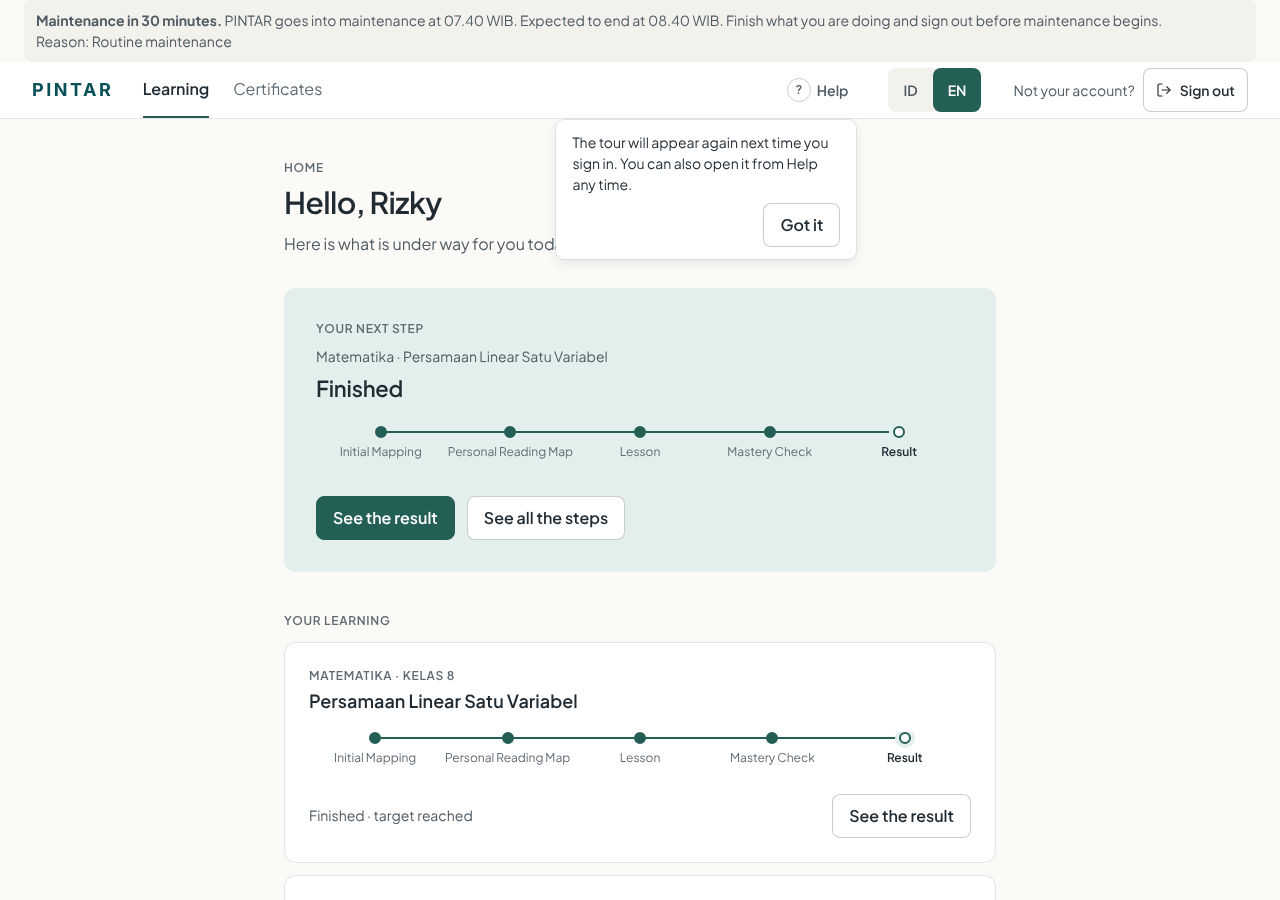 Maintenance in 30 minutes. PINTAR goes into maintenance at 07.40 WIB. Expected to end at 08.40 WIB. Finish what you are doing and sign out before maintenance begins.
Reason: Routine maintenance
PINTAR
Learning
Certificates
? Help
ID
EN
Not your account?
Sign out
The tour will appear again next time you
sign in. You can also open it from Help
any time.
Got it
HOME
Hello, Rizky
Here is what is under way for you
YOUR NEXT STEP
Matematika · Persamaan Linear Satu Variabel
Finished
Initial Mapping
Personal Reading Map
Lesson
Mastery Check
Result
See the result
See all the steps
YOUR LEARNING
MATEMATIKA · KELAS 8
Persamaan Linear Satu Variabel
Initial Mapping
Personal Reading Map
Lesson
Mastery Check
Result
Finished · target reached
See the result